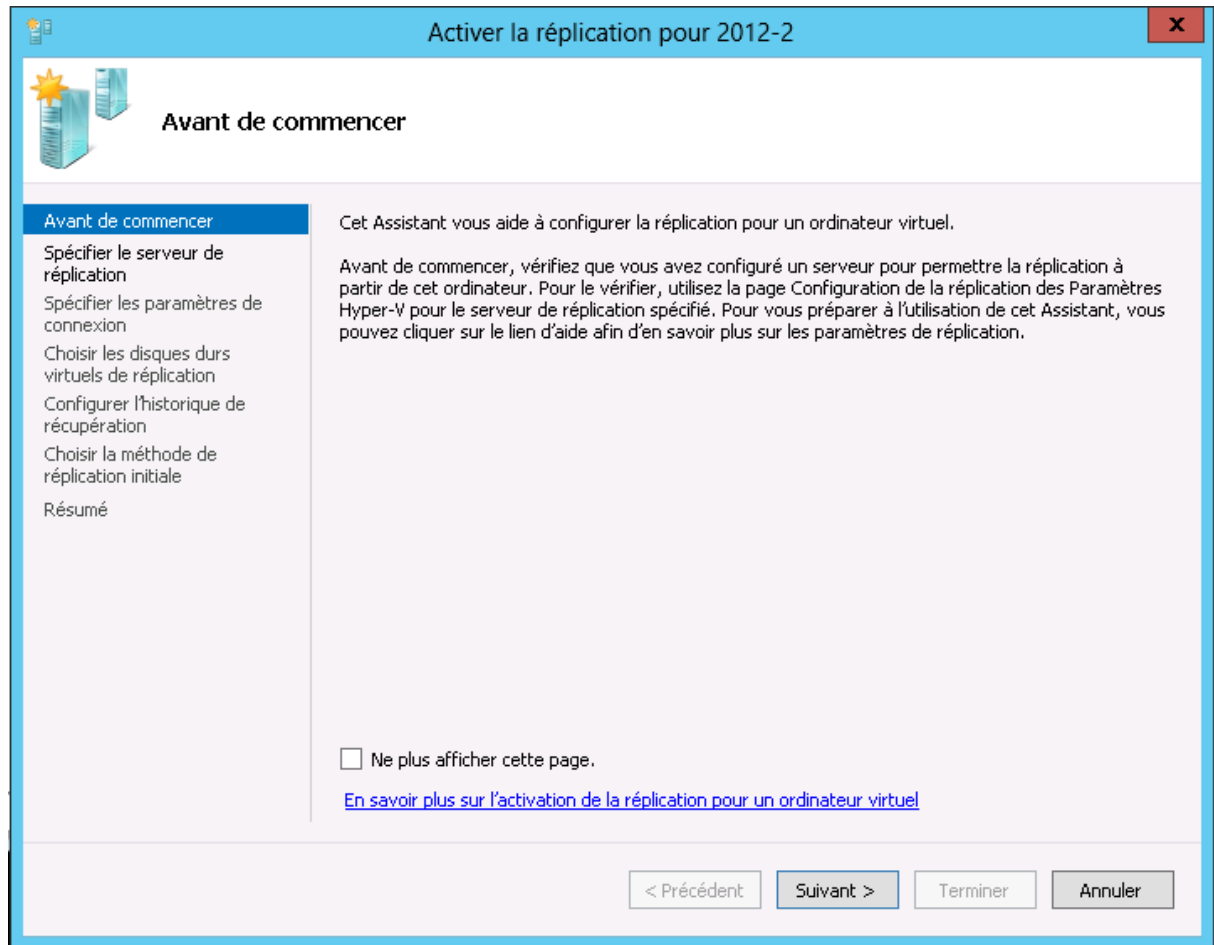 Activer la réplication pour 2012-2
x
Avant de commencer
Avant de commencer
Spécifier le serveur de
réplication
Spécifier les paramètres de
connexion
Choisir les disques durs
virtuels de réplication
Configurer l'historique de
récupération
Choisir la méthode de
réplication initiale
Résumé
Cet Assistant vous aide à configurer la réplication pour un ordinateur virtuel.
Avant de commencer, vérifiez que vous avez configuré un serveur pour permettre la réplication à
partir de cet ordinateur. Pour le vérifier, utilisez la page Configuration de la réplication des Paramètres
Hyper-V pour le serveur de réplication spécifié. Pour vous préparer à l'utilisation de cet Assistant, vous
pouvez cliquer sur le lien d'aide afin d'en savoir plus sur les paramètres de réplication.
Ne plus afficher cette page.
En savoir plus sur l'activation de la réplication pour un ordinateur virtuel
< Précédent
Suivant >
Terminer
Annuler